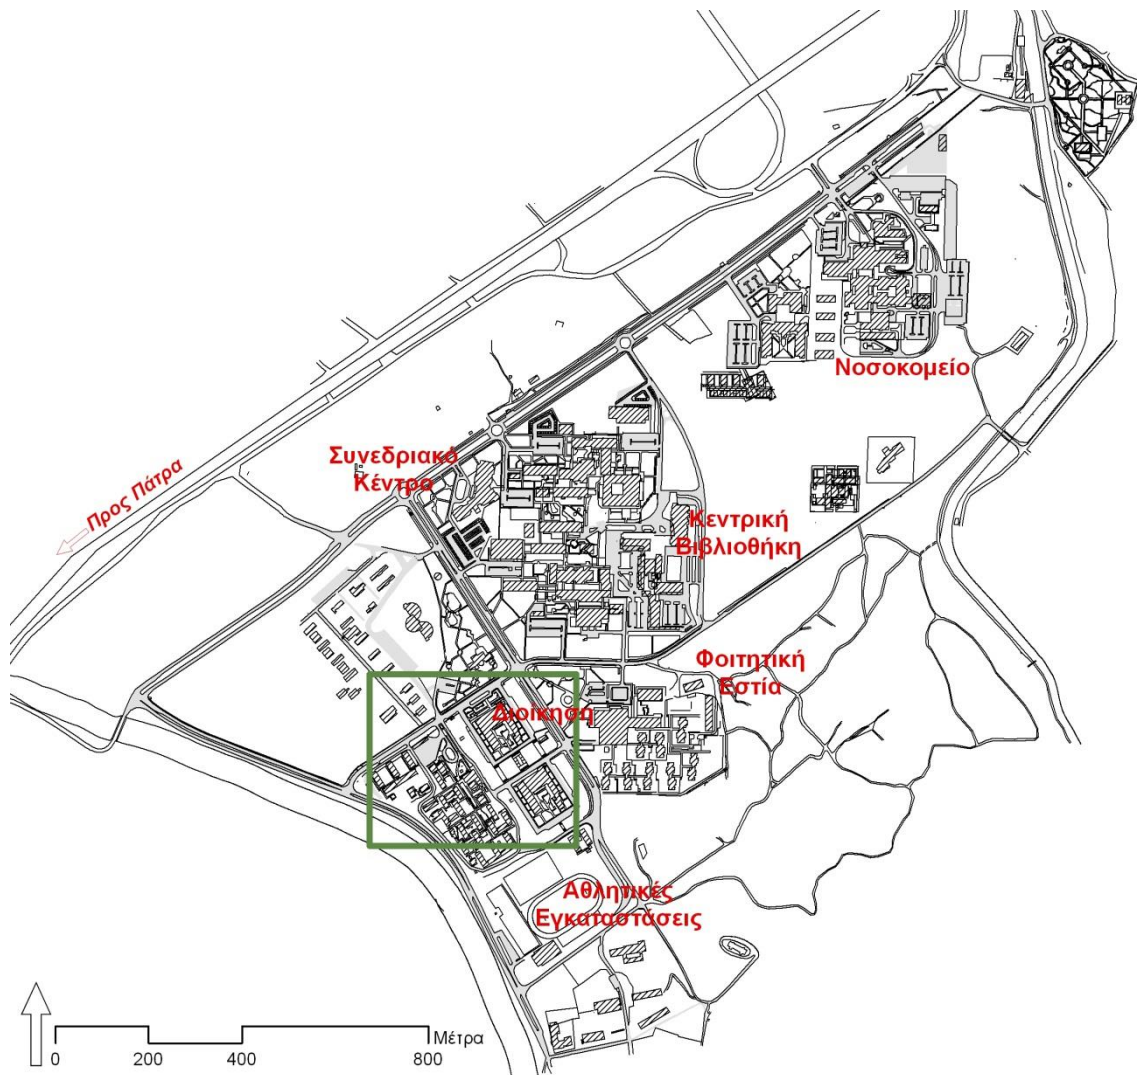 Νοσοκομείο
Συνεδριακό
Κέντρο
Προς Πάτρα
Κεντρική
Βιβλιοθήκη
Φοιτητική
Εστία
Διοίκηση
Αθλητικές
Εγκαταστάσεις
Μέτρα
0 200 400 800